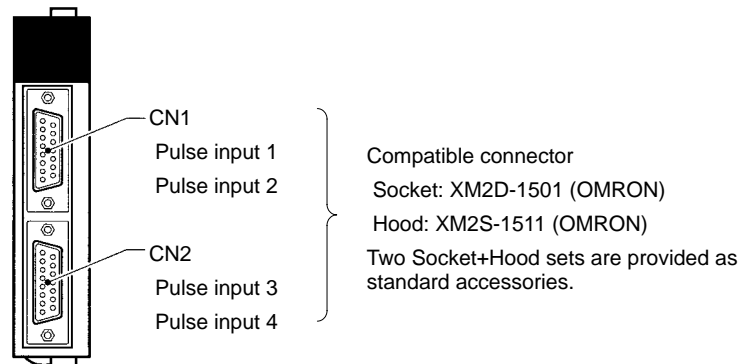 CN1
Pulse input 1
Pulse input 2
CN2
Pulse input 3
Pulse input 4
Compatible connector
Socket: XM2D-1501 (OMRON)
Hood: XM2S-1511 (OMRON)
Two Socket+Hood sets are provided as
standard accessories.